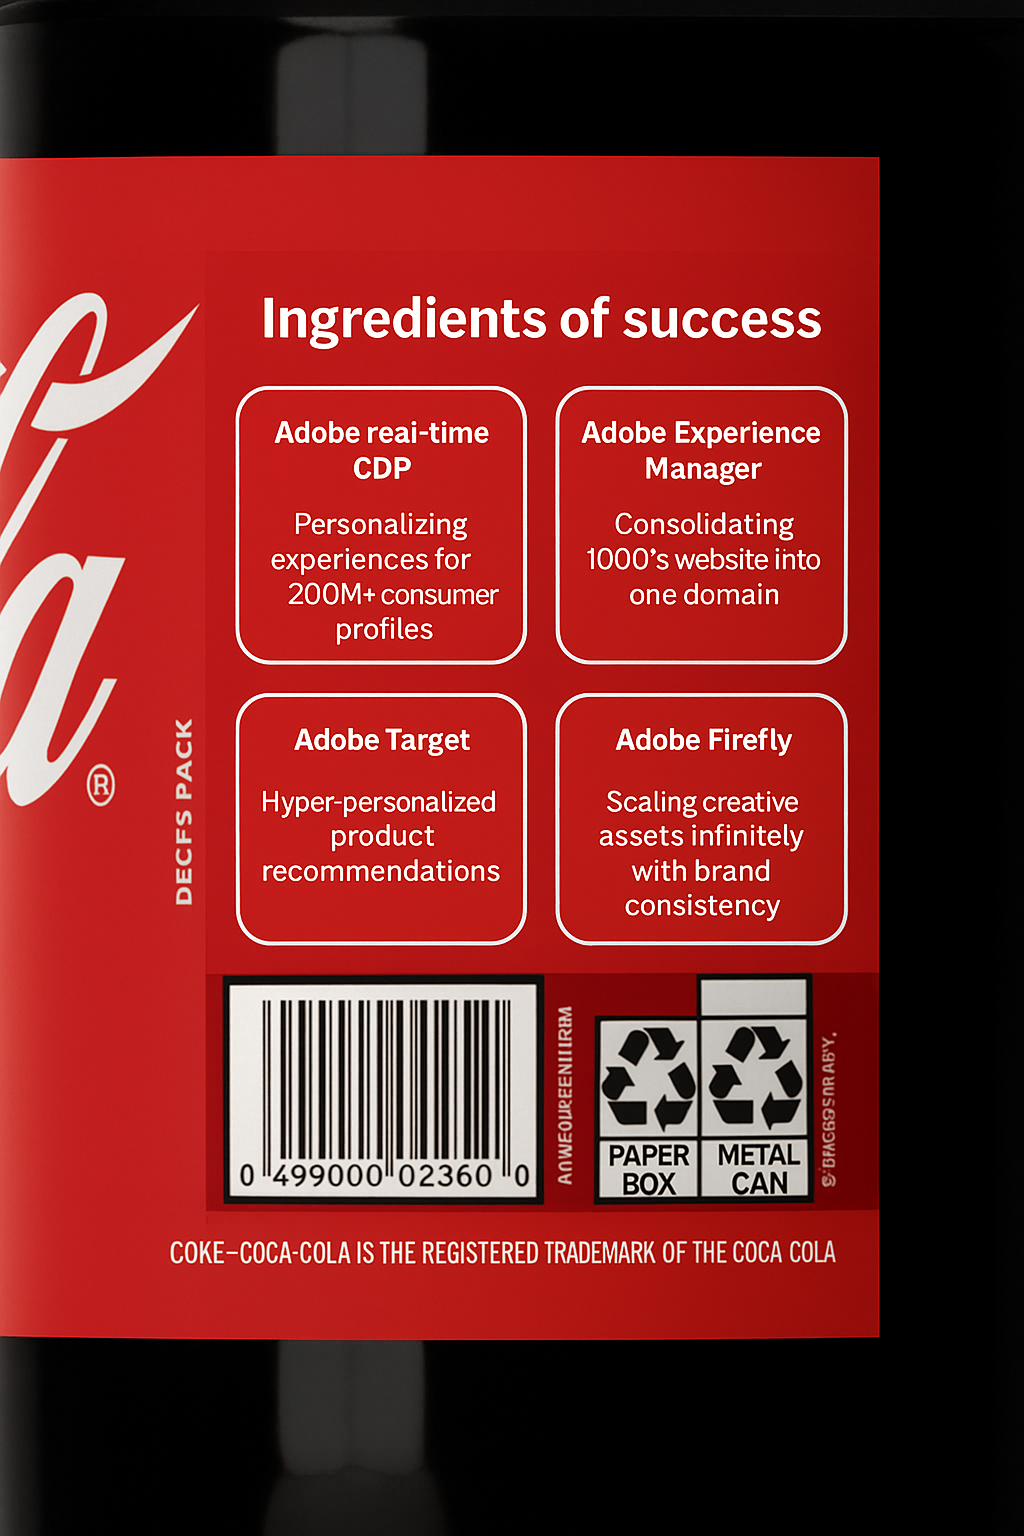 Ingredients of success
Adobe reai-time
CDP
Personalizing
experiences for
200M+ consumer
profiles
Adobe Experience
Manager
Consolidating
1000's website into
one domain
Adobe Target
Hyper-personalized
product
recommendations
Adobe Firefly
Scaling creative
assets infinitely
with brand
consistency
la
®
DECFS PACK
0 499000 02360 0
PAPER
BOX
METAL
CAN
COKE–COCA-COLA IS THE REGISTERED TRADEMARK OF THE COCA COLA